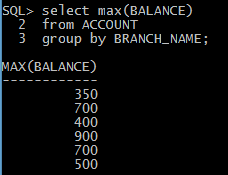 SQL> select max(BALANCE)
  2  from ACCOUNT
  3  group by BRANCH_NAME;
MAX(BALANCE)
------------
         350
         700
         400
         900
         700
         500